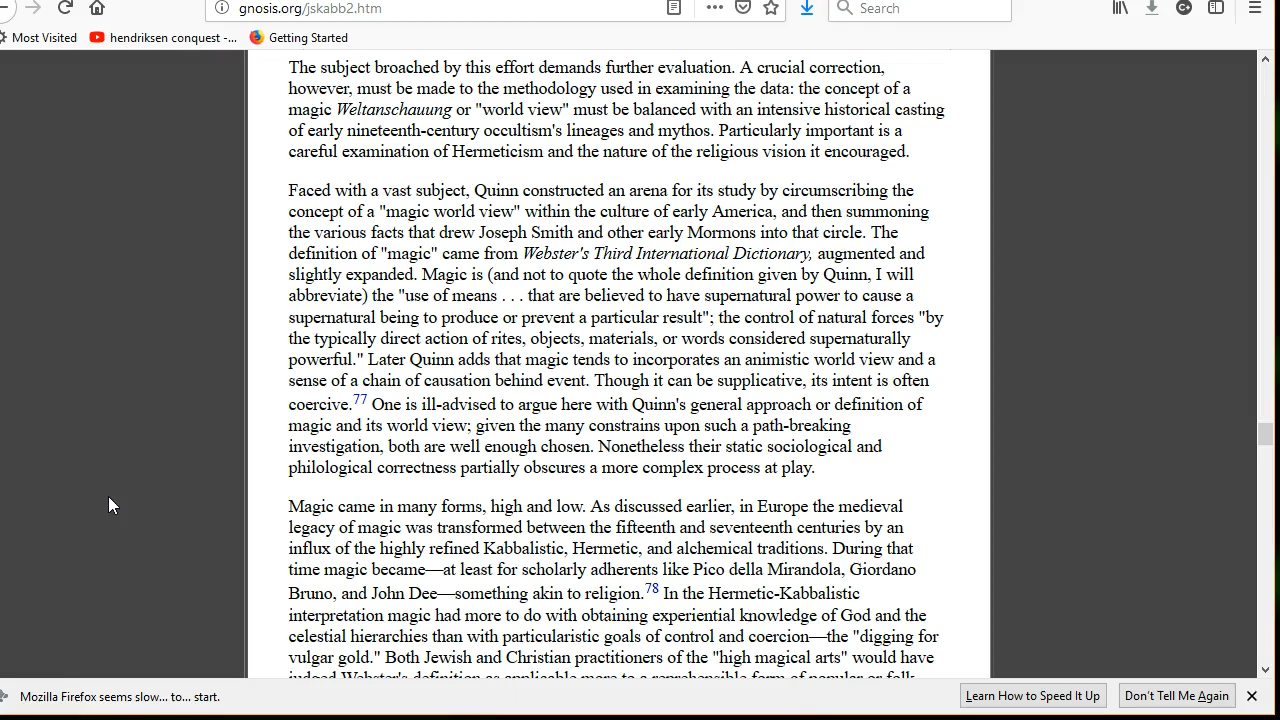 gnosis.org/jskabb2.htm
Search
Most Visited
hendriksen conquest -...
Getting Started
The subject broached by this effort demands further evaluation. A crucial correction,
however, must be made to the methodology used in examining the data: the concept of a
magic Weltanschauung or "world view" must be balanced with an intensive historical casting
of early nineteenth-century occultism's lineages and mythos. Particularly important is a
careful examination of Hermeticism and the nature of the religious vision it encouraged.
Faced with a vast subject, Quinn constructed an arena for its study by circumscribing the
concept of a "magic world view" within the culture of early America, and then summoning
the various facts that drew Joseph Smith and other early Mormons into that circle. The
definition of "magic" came from Webster's Third International Dictionary, augmented and
slightly expanded. Magic is (and not to quote the whole definition given by Quinn, I will
abbreviate) the "use of means . . . that are believed to have supernatural power to cause a
supernatural being to produce or prevent a particular result"; the control of natural forces "by
the typically direct action of rites, objects, materials, or words considered supernaturally
powerful." Later Quinn adds that magic tends to incorporates an animistic world view and a
sense of a chain of causation behind event. Though it can be supplicative, its intent is often
coercive.77 One is ill-advised to argue here with Quinn's general approach or definition of
magic and its world view; given the many constrains upon such a path-breaking
investigation, both are well enough chosen. Nonetheless their static sociological and
philological correctness partially obscures a more complex process at play.
Magic came in many forms, high and low. As discussed earlier, in Europe the medieval
legacy of magic was transformed between the fifteenth and seventeenth centuries by an
influx of the highly refined Kabbalistic, Hermetic, and alchemical traditions. During that
time magic became—at least for scholarly adherents like Pico della Mirandola, Giordano
Bruno, and John Dee—something akin to religion.78 In the Hermetic-Kabbalistic
interpretation magic had more to do with obtaining experiential knowledge of God and the
celestial hierarchies than with particularistic goals of control and coercion—the "digging for
vulgar gold." Both Jewish and Christian practitioners of the "high magical arts" would have
judged Webster's definition as applicable more to a reprehensible form of popular or folk
Mozilla Firefox seems slow... to... start.
Learn How to Speed It Up
Don't Tell Me Again